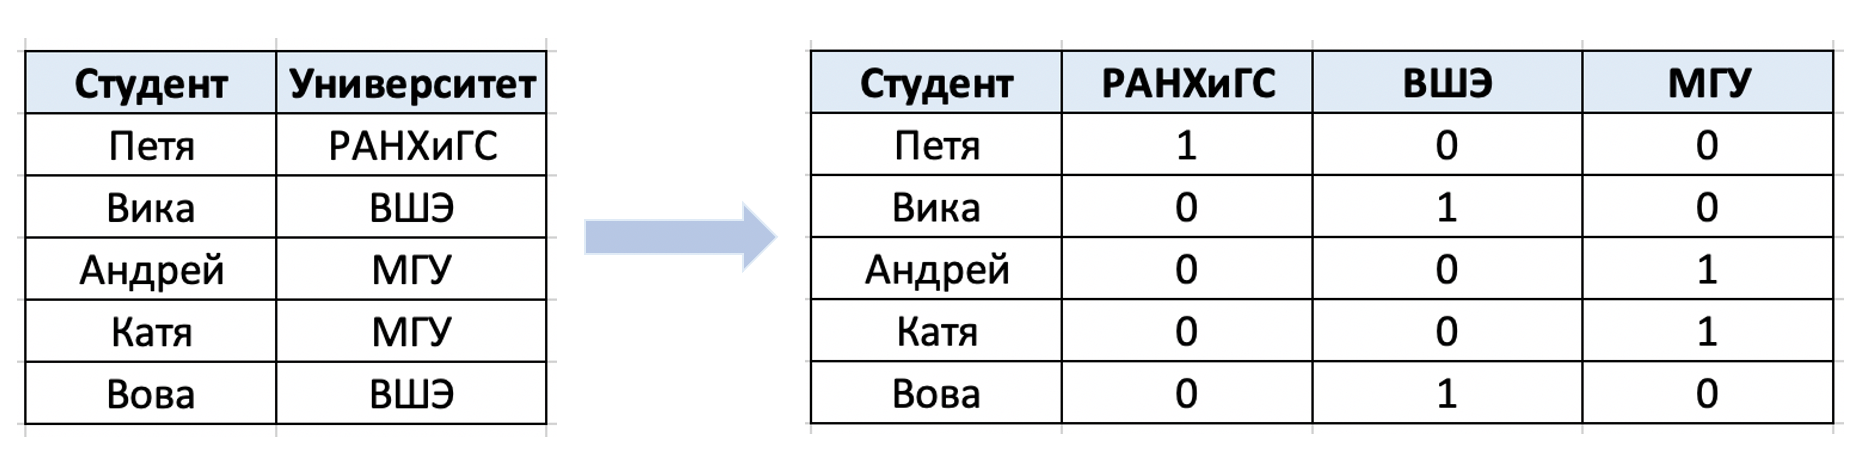 Студент Университет
Петя РАНХиГС
Вика ВШЭ
Андрей МГУ
Катя МГУ
Вова ВШЭ
Студент РАНХиГС ВШЭ МГУ
Петя 1 0 0
Вика 0 1 0
Андрей 0 0 1
Катя 0 0 1
Вова 0 1 0